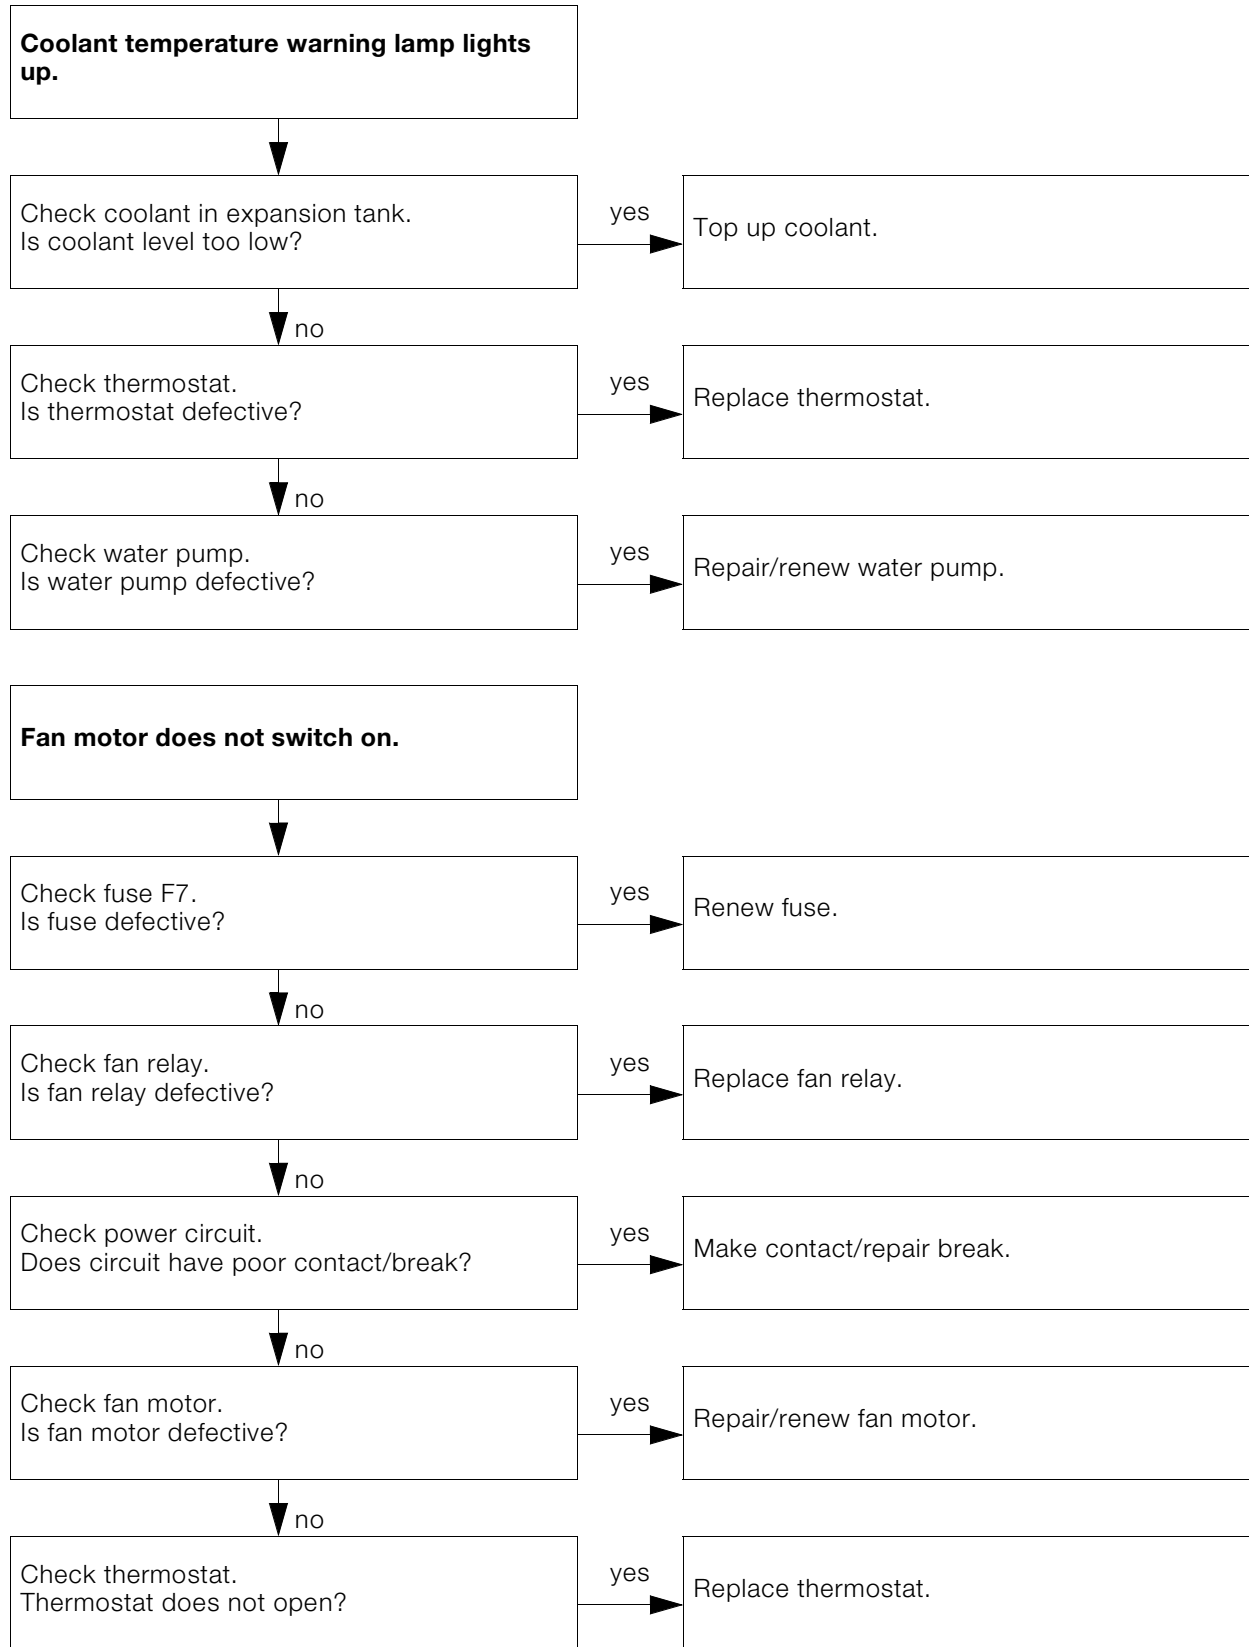 Coolant temperature warning lamp lights
up.
Check coolant in expansion tank.
Is coolant level too low?
yes
Top up coolant.
no
Check thermostat.
Is thermostat defective?
yes
Replace thermostat.
no
Check water pump.
Is water pump defective?
yes
Repair/renew water pump.
Fan motor does not switch on.
Check fuse F7.
Is fuse defective?
yes
Renew fuse.
no
Check fan relay.
Is fan relay defective?
yes
Replace fan relay.
no
Check power circuit.
Does circuit have poor contact/break?
yes
Make contact/repair break.
no
Check fan motor.
Is fan motor defective?
yes
Repair/renew fan motor.
no
Check thermostat.
Thermostat does not open?
yes
Replace thermostat.